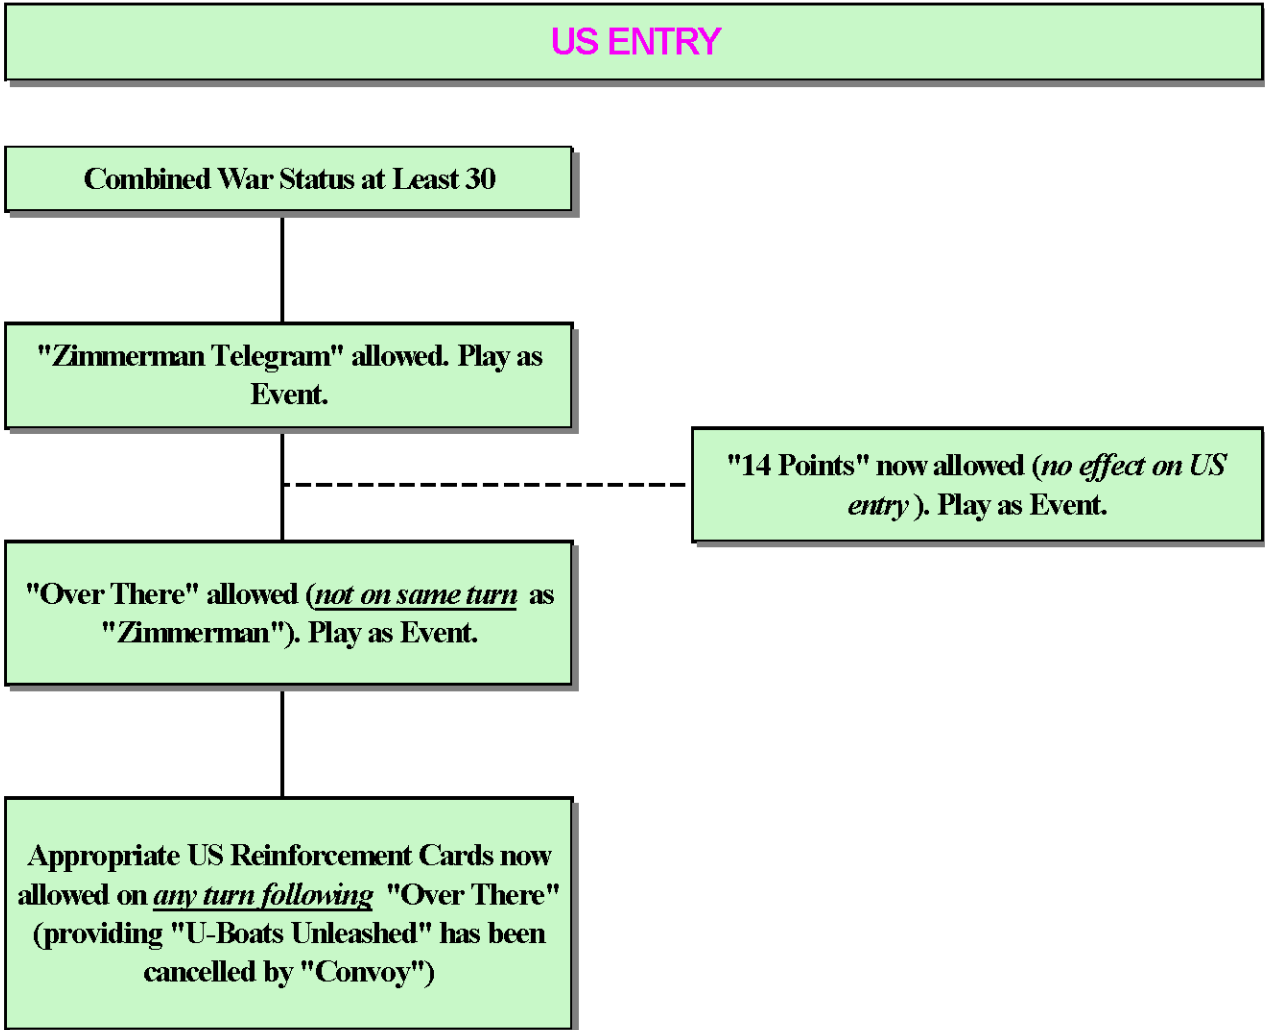 US ENTRY
Combined War Status at Least 30
"Zimmerman Telegram" allowed. Play as
Event.
"14 Points" now allowed (no effect on US
entry ). Play as Event.
"Over There" allowed (not on same turn as
"Zimmerman"). Play as Event.
Appropriate US Reinforcement Cards now
allowed on any turn following "Over There"
(providing "U-Boats Unleashed" has been
cancelled by "Convoy")